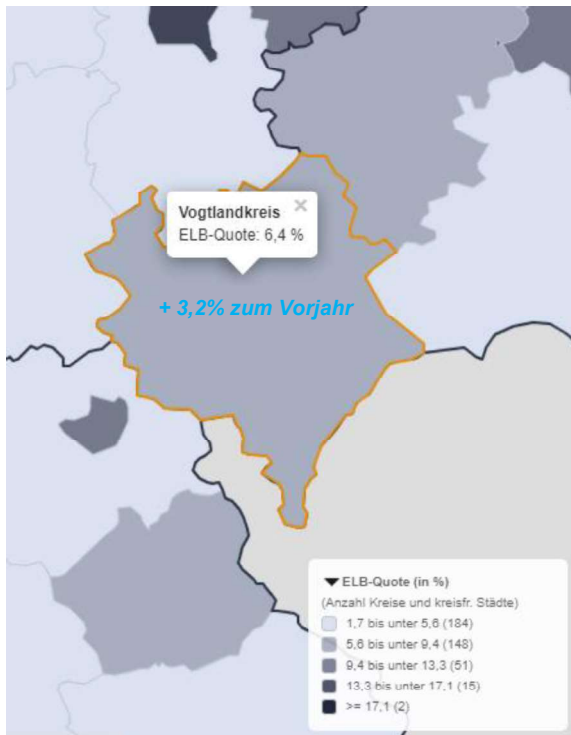 Vogtlandkreis ×
ELB-Quote: 6,4 %
+ 3,2% zum Vorjahr
ELB-Quote (in %)
(Anzahl Kreise und kreisfr. Städte)
1,7 bis unter 5,6 (184)
5,6 bis unter 9,4 (148)
9,4 bis unter 13,3 (51)
13,3 bis unter 17,1 (15)
>= 17,1 (2)